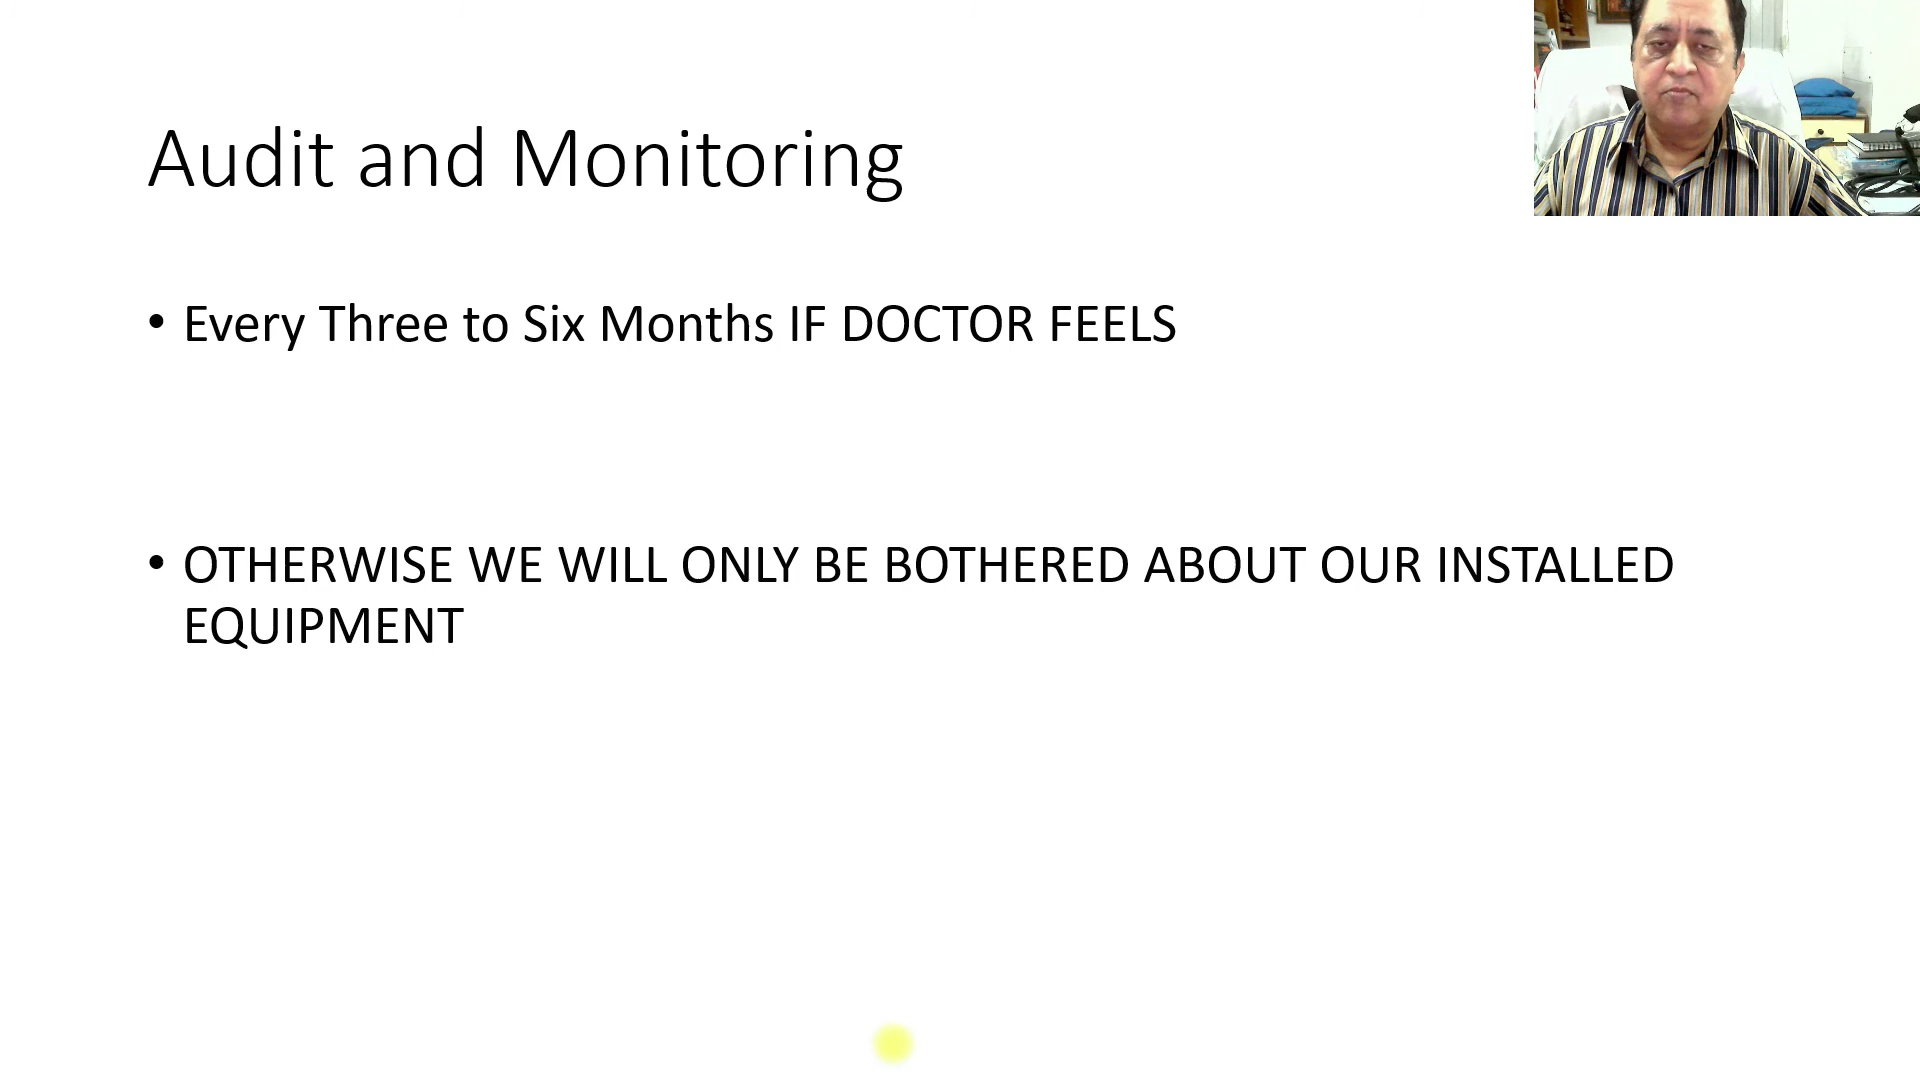 Audit and Monitoring
• Every Three to Six Months IF DOCTOR FEELS
• OTHERWISE WE WILL ONLY BE BOTHERED ABOUT OUR INSTALLED
EQUIPMENT